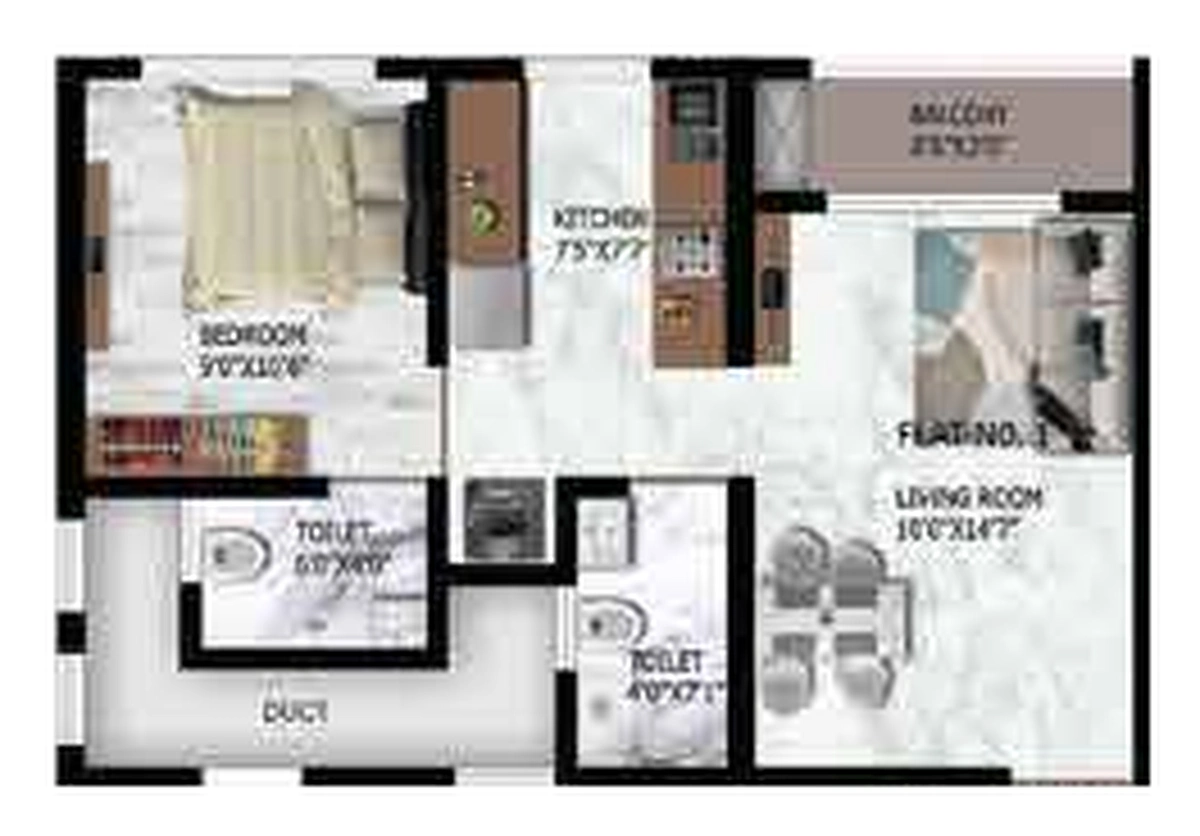 BALCONY
KITCHEN
7'5"X7'7"
BEDROOM
9'0"X10'6"
FLAT NO. 1
LIVING ROOM
10'0"X14'7"
TOILET
6'0"X4'0"
TOILET
4'0"X7'1"
DUCT